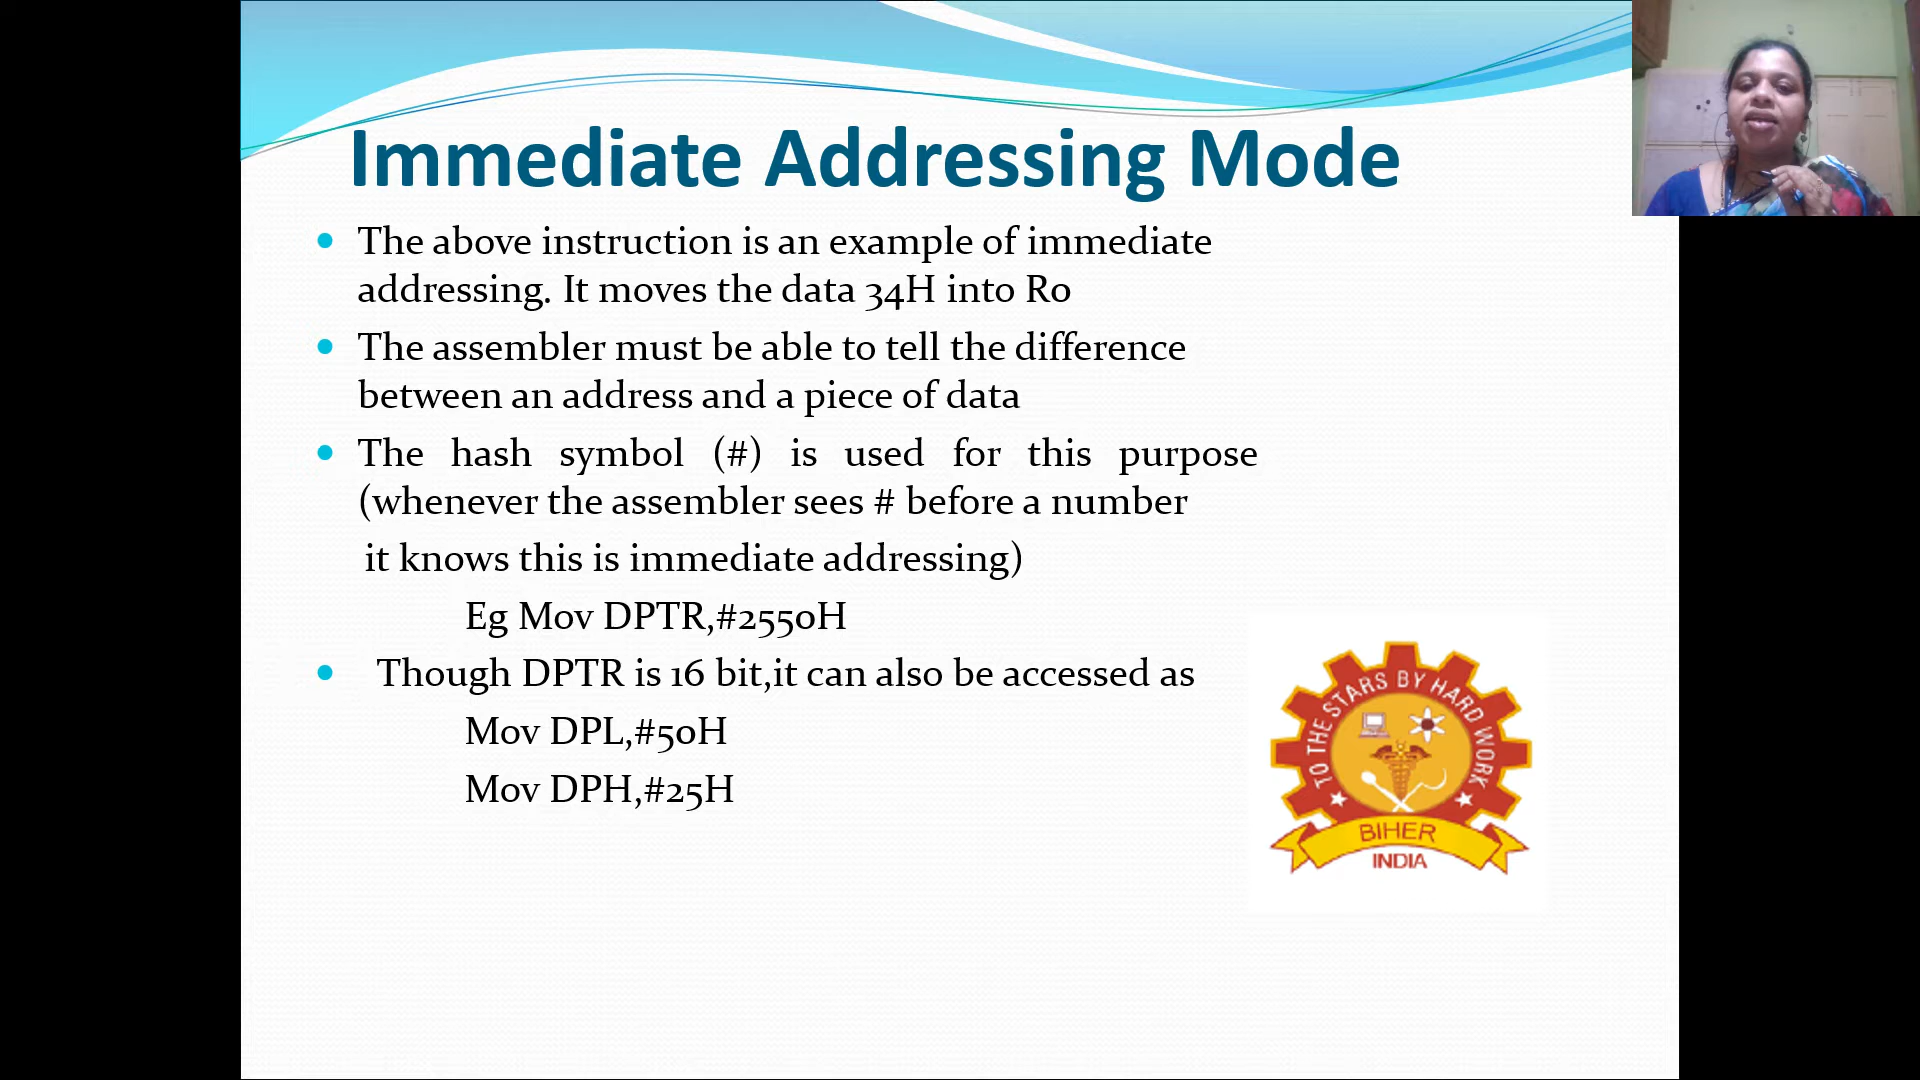 Immediate Addressing Mode
The above instruction is an example of immediate
addressing. It moves the data 34H into R0
The assembler must be able to tell the difference
between an address and a piece of data
The hash symbol (#) is used for this purpose
(whenever the assembler sees # before a number
it knows this is immediate addressing)
Eg Mov DPTR,#2550H
Though DPTR is 16 bit,it can also be accessed as
Mov DPL,#50H
Mov DPH,#25H
TO THE STARS BY HARD WORK
BIHER
INDIA